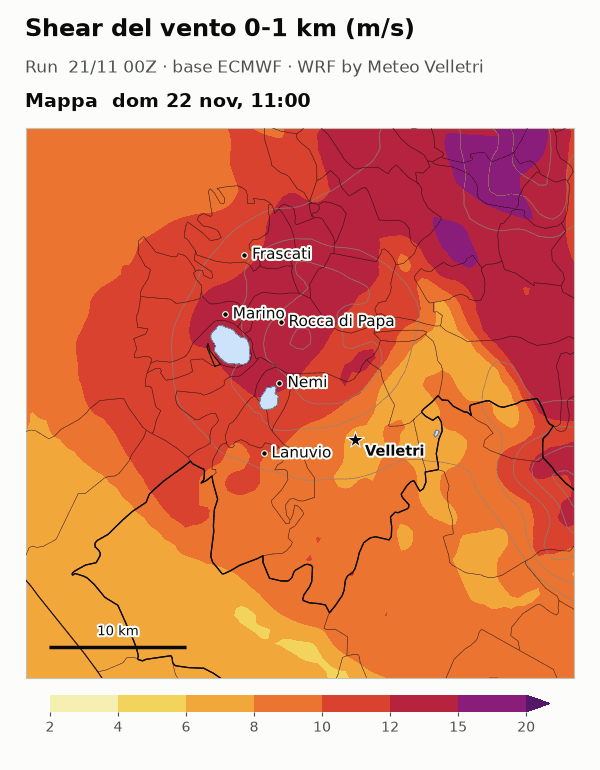 Shear del vento 0-1 km (m/s)
Run  21/11 00Z · base ECMWF · WRF by Meteo Velletri
Mappa  dom 22 nov, 11:00
Frascati
Marino
Rocca di Papa
Nemi
Velletri
Lanuvio
10 km
2 4 6 8 10 12 15 20